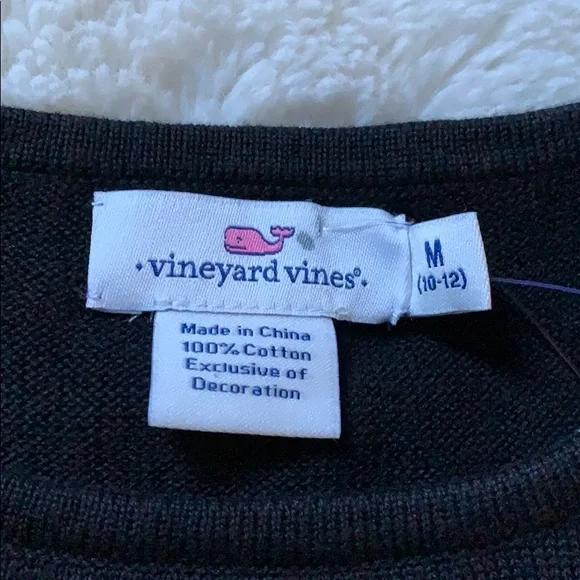 vineyard vines®
M
(10-12)
Made in China
100% Cotton
Exclusive of
Decoration